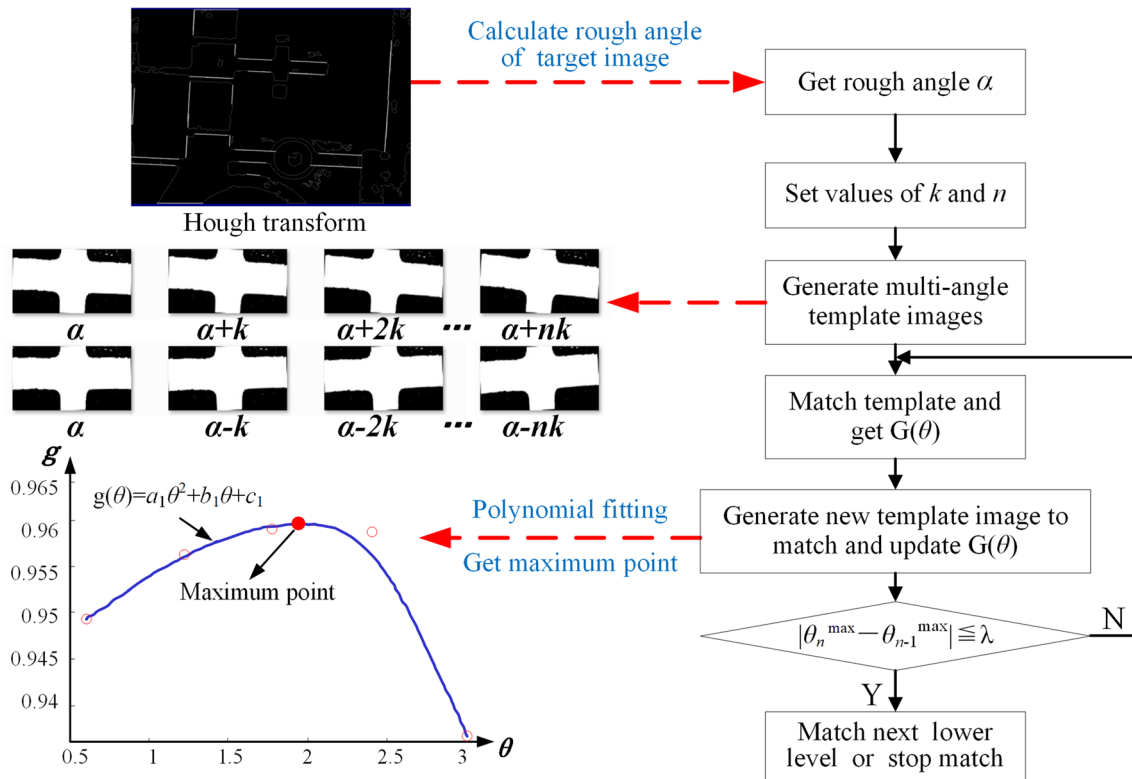 Calculate rough angle
of target image
Hough transform
Get rough angle α
Set values of k and n
Generate multi-angle
template images
α α+k α+2k ··· α+nk
α α-k α-2k ··· α-nk
Match template and
get G(θ)
g
0.965
0.96
0.955
0.95
0.945
0.94
g(θ)=a₁θ²+b₁θ+c₁
Maximum point
0.5 1 1.5 2 2.5 3
θ
Polynomial fitting
Get maximum point
Generate new template image to
match and update G(θ)
|θₙᵐᵃˣ−θₙ₋₁ᵐᵃˣ|≦λ
N
Y
Match next lower
level or stop match